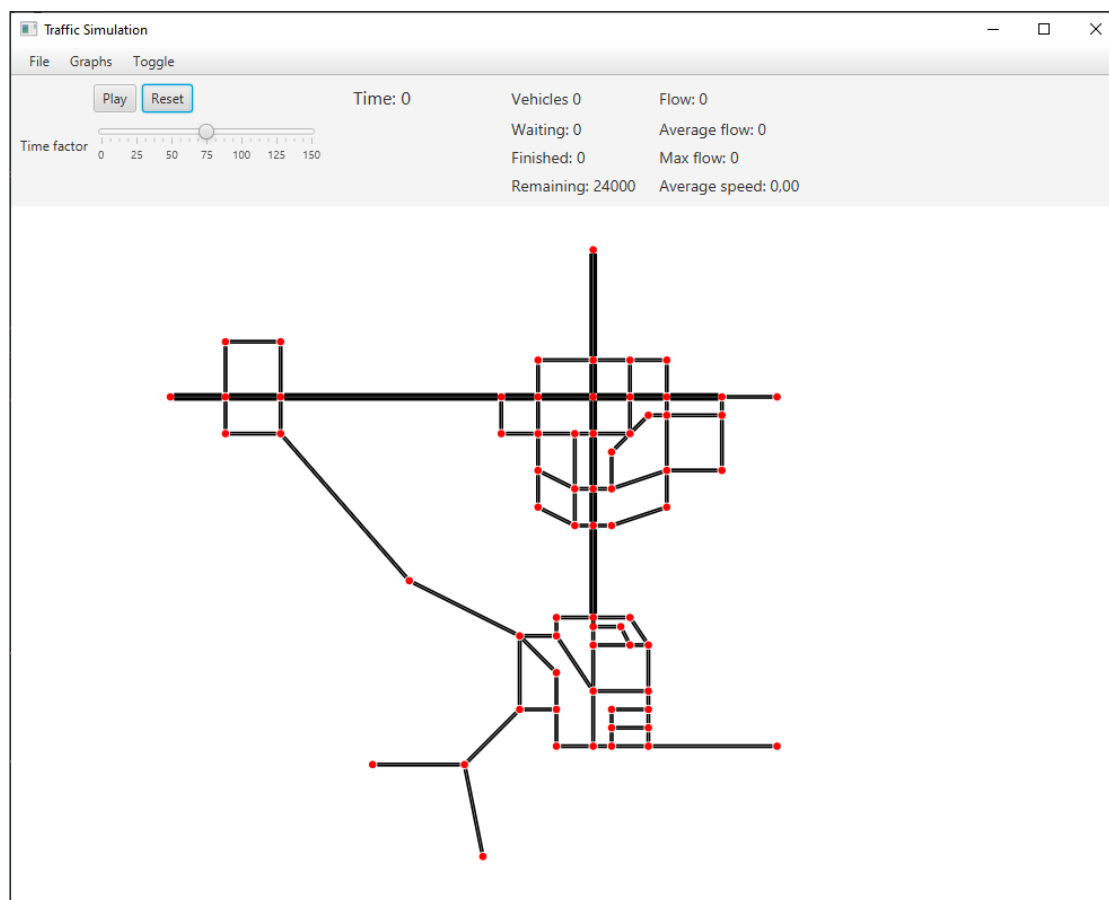 Traffic Simulation
File Graphs Toggle
Play Reset Time: 0 Vehicles 0 Flow: 0
Waiting: 0 Average flow: 0
Time factor
0 25 50 75 100 125 150
Finished: 0 Max flow: 0
Remaining: 24000 Average speed: 0,00